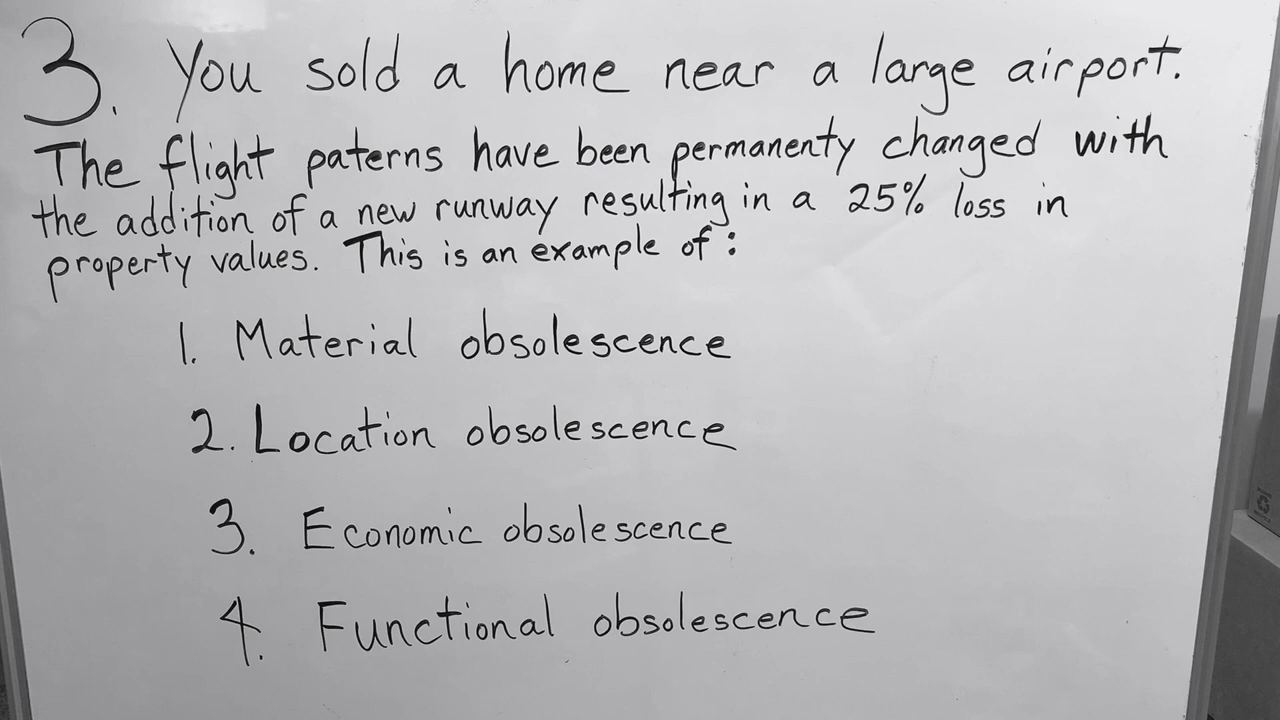 3. You sold a home near a large airport.
The flight paterns have been permanenty changed with
the addition of a new runway resulting in a 25% loss in
property values. This is an example of :
1. Material obsolescence
2. Location obsolescence
3. Economic obsolescence
4. Functional obsolescence